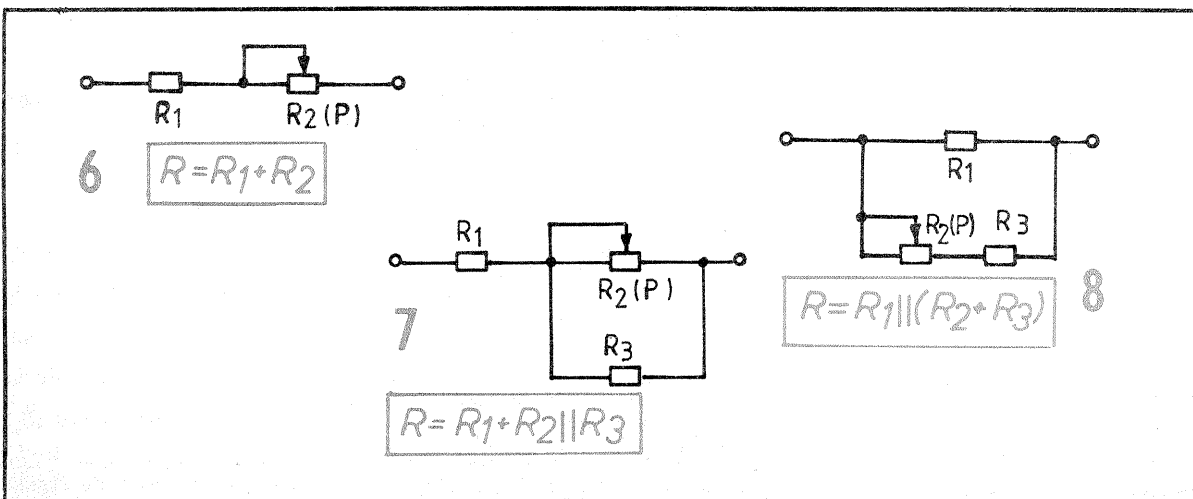 R1
R2(P)
6
R=R1+R2
R1
R2(P)
7
R3
R=R1+R2||R3
R1
R2(P)
R3
R=R1||(R2+R3)
8